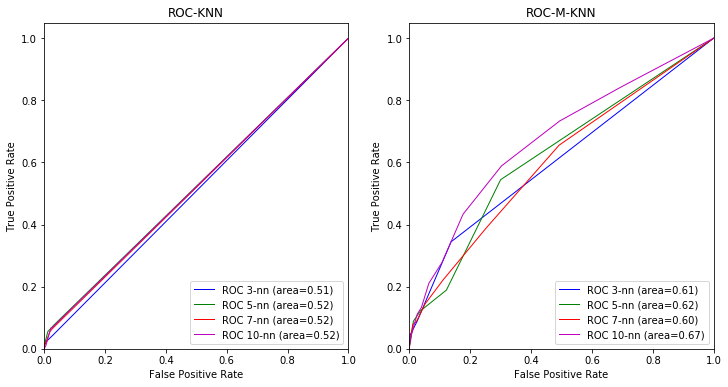 ROC-KNN
1.0
0.8
0.6
0.4
0.2
0.0
True Positive Rate
ROC 3-nn (area=0.51)
ROC 5-nn (area=0.52)
ROC 7-nn (area=0.52)
ROC 10-nn (area=0.52)
0.0 0.2 0.4 0.6 0.8 1.0
False Positive Rate
ROC-M-KNN
1.0
0.8
0.6
0.4
0.2
0.0
True Positive Rate
ROC 3-nn (area=0.61)
ROC 5-nn (area=0.62)
ROC 7-nn (area=0.60)
ROC 10-nn (area=0.67)
0.0 0.2 0.4 0.6 0.8 1.0
False Positive Rate